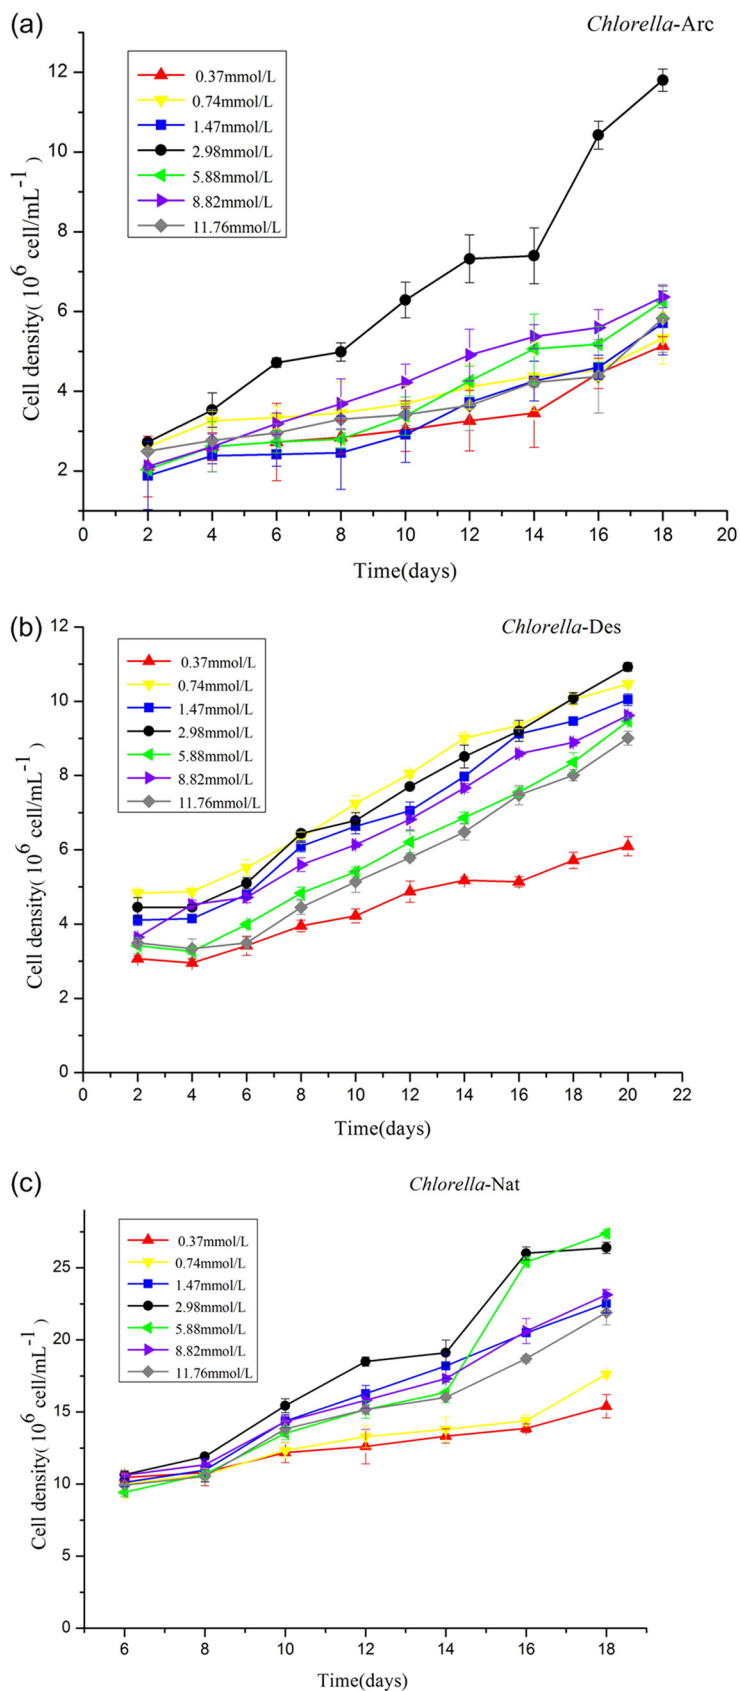 (a)
Chlorella-Arc
0.37mmol/L
0.74mmol/L
1.47mmol/L
2.98mmol/L
5.88mmol/L
8.82mmol/L
11.76mmol/L
Cell density( 10^6 cell/mL^-1)
12
10
8
6
4
2
0 2 4 6 8 10 12 14 16 18 20
Time(days)
(b)
Chlorella-Des
0.37mmol/L
0.74mmol/L
1.47mmol/L
2.98mmol/L
5.88mmol/L
8.82mmol/L
11.76mmol/L
Cell density( 10^6 cell/mL^-1)
12
10
8
6
4
2
0
0 2 4 6 8 10 12 14 16 18 20 22
Time(days)
(c)
Chlorella-Nat
0.37mmol/L
0.74mmol/L
1.47mmol/L
2.98mmol/L
5.88mmol/L
8.82mmol/L
11.76mmol/L
Cell density( 10^6 cell/mL^-1)
25
20
15
10
5
0
6 8 10 12 14 16 18
Time(days)